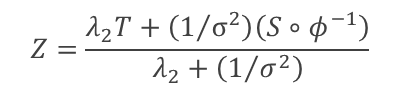 Z = (λ₂T + (1/σ²)(S ∘ ϕ⁻¹)) / (λ₂ + (1/σ²))